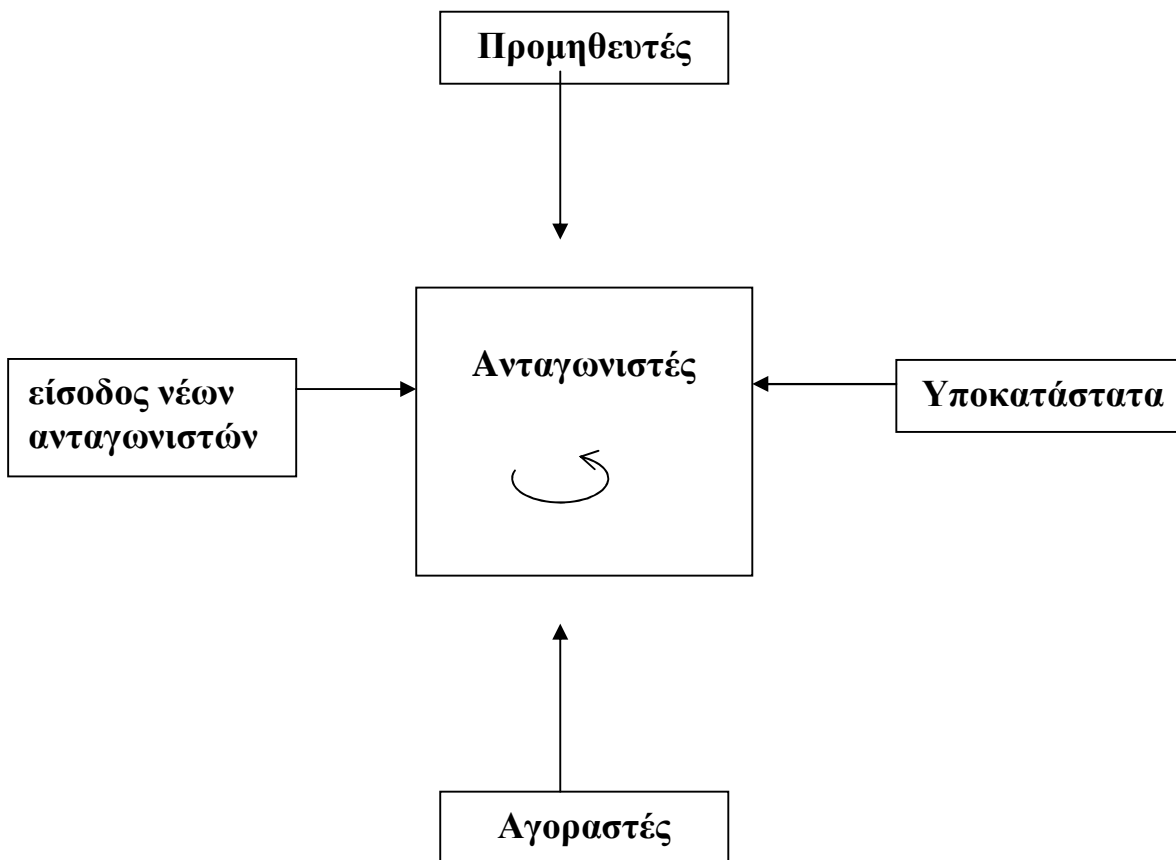 Προμηθευτές
Ανταγωνιστές
είσοδος νέων
ανταγωνιστών
Υποκατάστατα
Αγοραστές